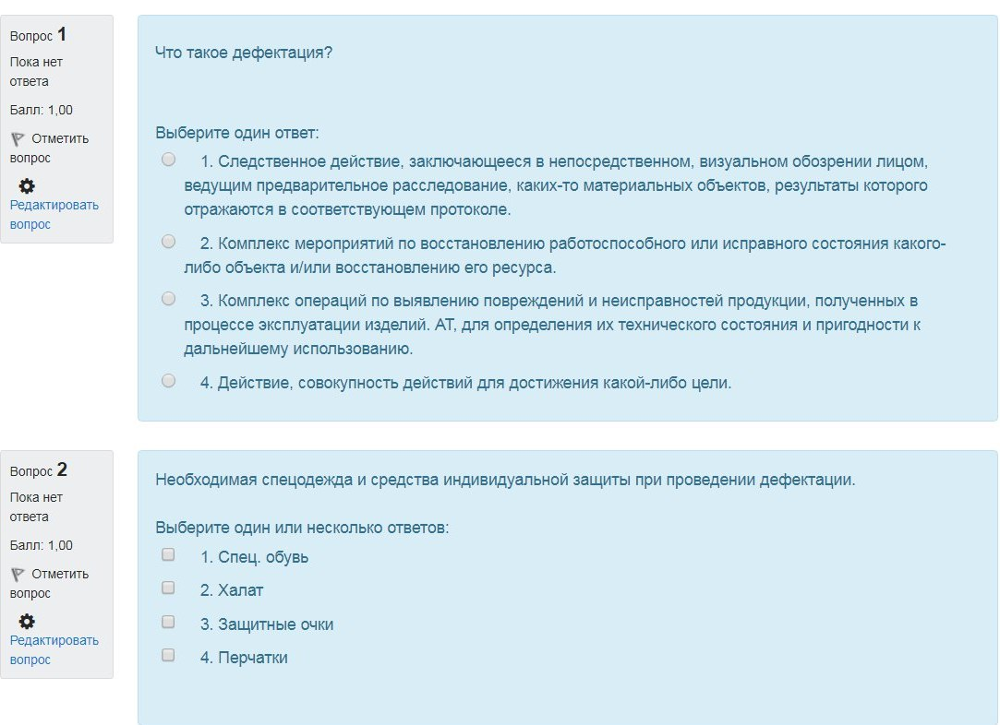 Вопрос 1
Пока нет
ответа
Балл: 1,00
Отметить
вопрос
Редактировать
вопрос
Что такое дефектация?
Выберите один ответ:
1. Следственное действие, заключающееся в непосредственном, визуальном обозрении лицом,
ведущим предварительное расследование, каких-то материальных объектов, результаты которого
отражаются в соответствующем протоколе.
2. Комплекс мероприятий по восстановлению работоспособного или исправного состояния какого-
либо объекта и/или восстановлению его ресурса.
3. Комплекс операций по выявлению повреждений и неисправностей продукции, полученных в
процессе эксплуатации изделий. АТ, для определения их технического состояния и пригодности к
дальнейшему использованию.
4. Действие, совокупность действий для достижения какой-либо цели.
Вопрос 2
Пока нет
ответа
Балл: 1,00
Отметить
вопрос
Редактировать
вопрос
Необходимая спецодежда и средства индивидуальной защиты при проведении дефектации.
Выберите один или несколько ответов:
1. Спец. обувь
2. Халат
3. Защитные очки
4. Перчатки